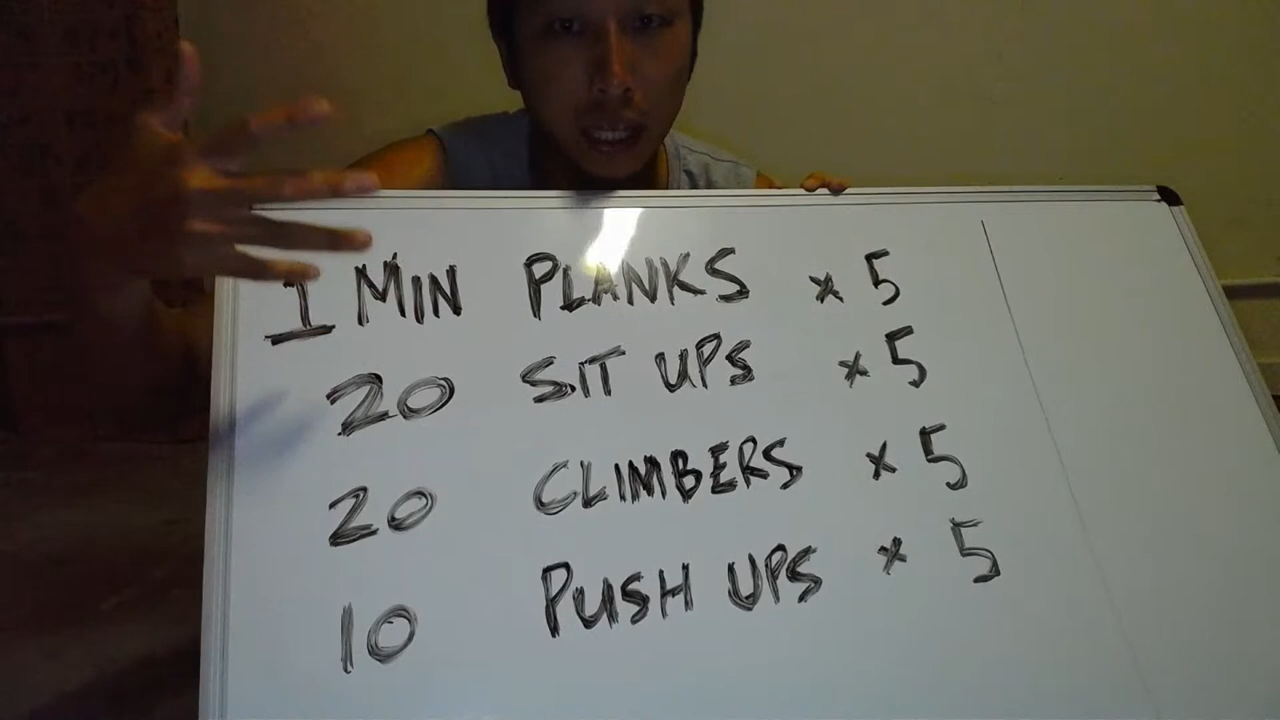 1 MIN PLANKS x 5
20 SIT UPS x 5
20 CLIMBERS x 5
10 PUSH UPS x 5